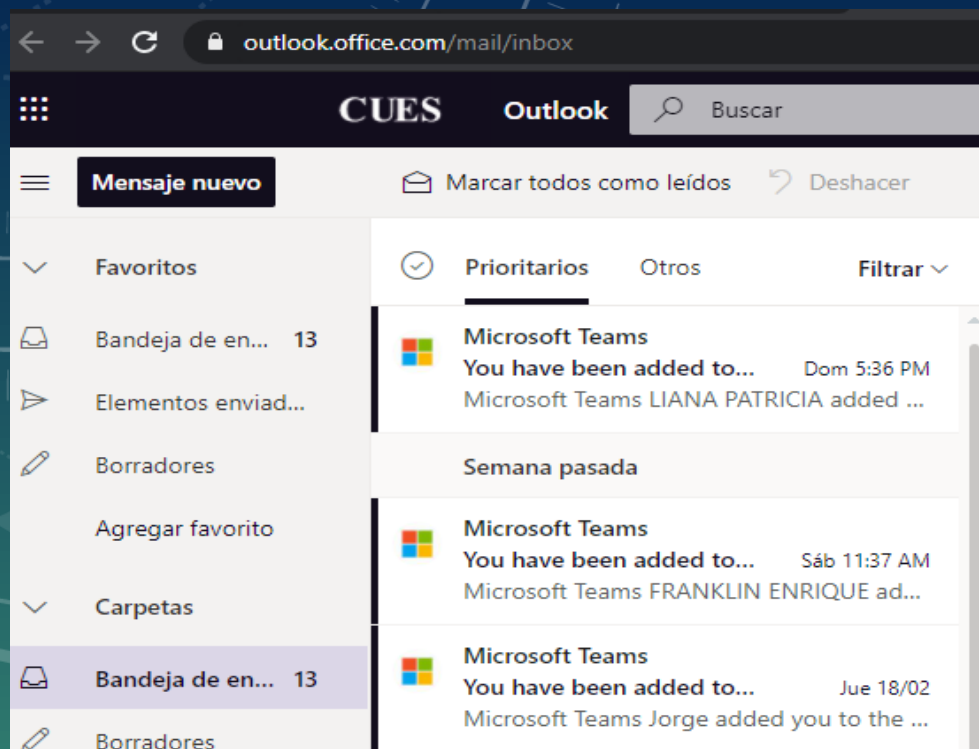 outlook.office.com/mail/inbox
CUES Outlook Buscar
Mensaje nuevo Marcar todos como leídos Deshacer
Favoritos
Bandeja de en... 13
Elementos enviad...
Borradores
Agregar favorito
Carpetas
Bandeja de en... 13
Borradores
Prioritarios Otros Filtrar
Microsoft Teams
You have been added to... Dom 5:36 PM
Microsoft Teams LIANA PATRICIA added ...
Semana pasada
Microsoft Teams
You have been added to... Sáb 11:37 AM
Microsoft Teams FRANKLIN ENRIQUE ad...
Microsoft Teams
You have been added to... Jue 18/02
Microsoft Teams Jorge added you to the ...